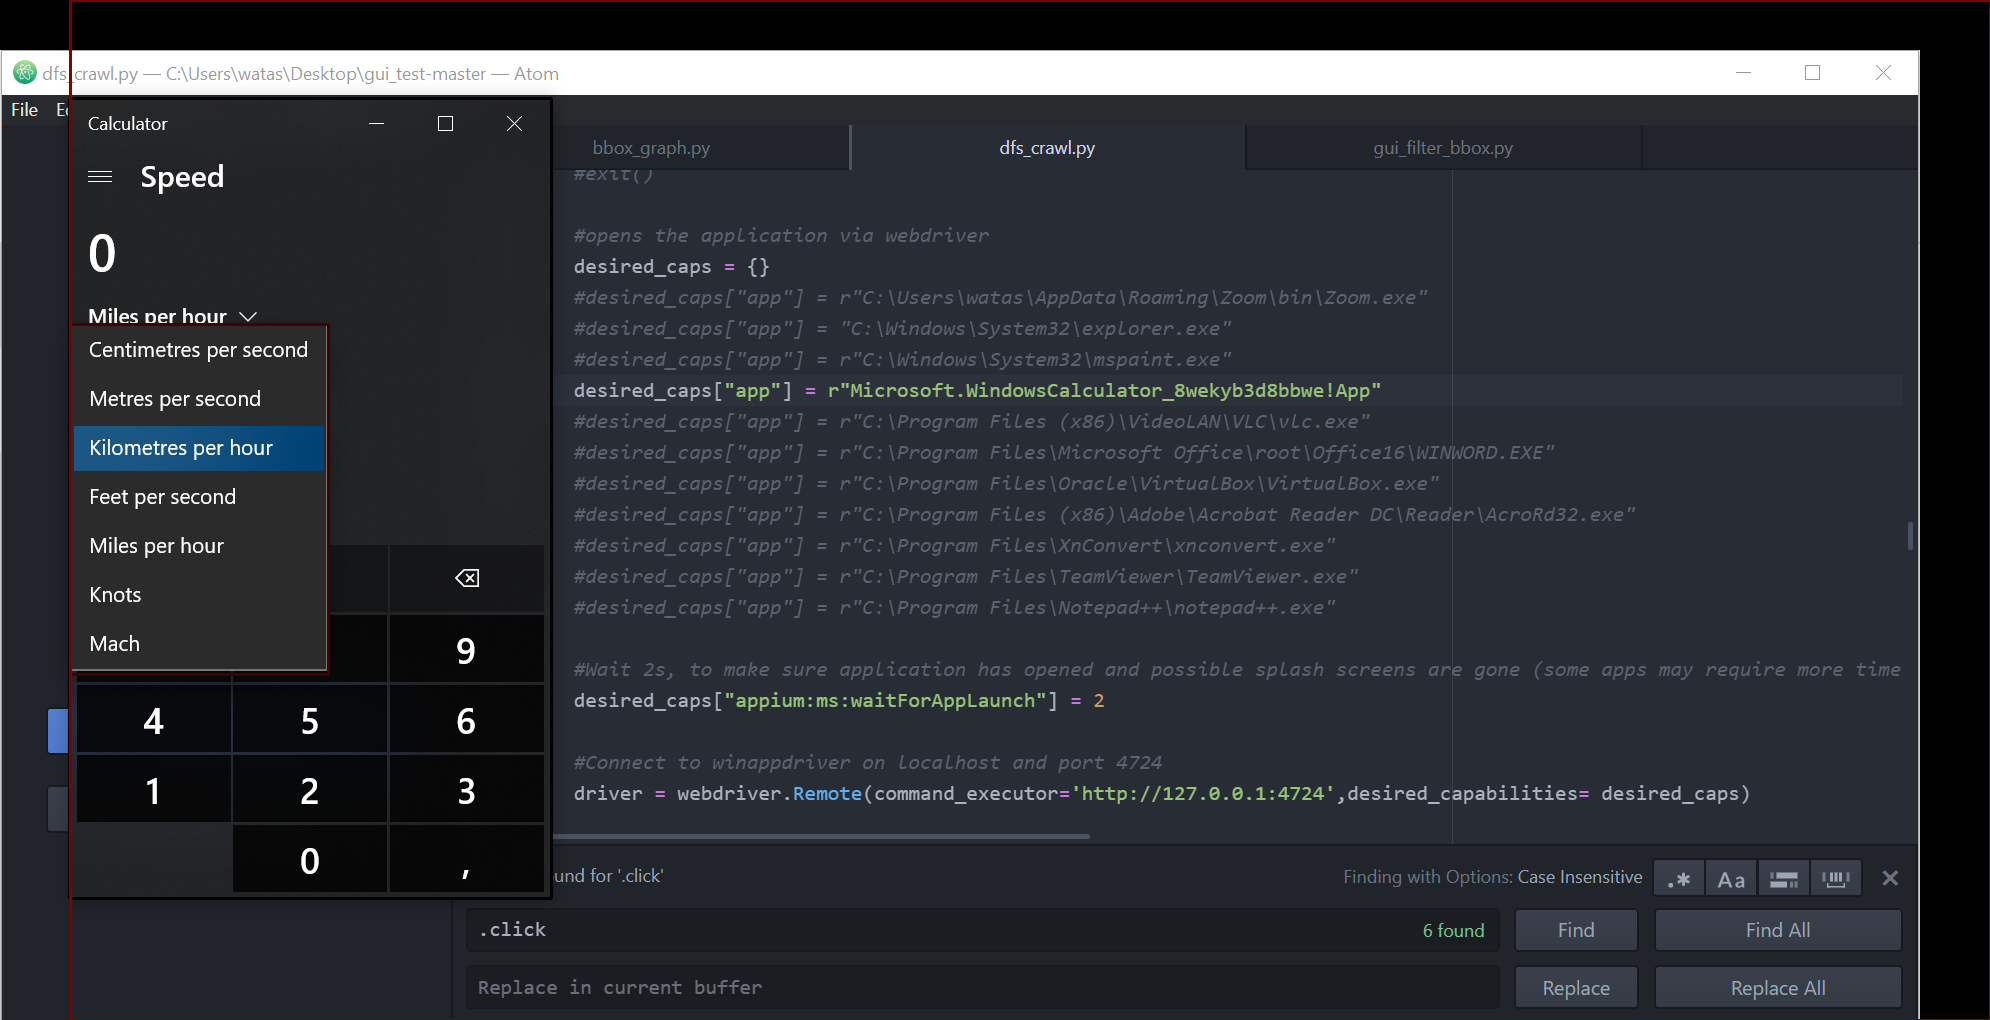 dfs_crawl.py — C:\Users\watas\Desktop\gui_test-master — Atom
File
Calculator
Speed
0
Miles per hour
Centimetres per second
Metres per second
Kilometres per hour
Feet per second
Miles per hour
Knots
Mach
9
4 5 6
1 2 3
0 ,
bbox_graph.py dfs_crawl.py gui_filter_bbox.py
#exit()
#opens the application via webdriver
desired_caps = {}
#desired_caps["app"] = r"C:\Users\watas\AppData\Roaming\Zoom\bin\Zoom.exe"
#desired_caps["app"] = "C:\Windows\System32\explorer.exe"
#desired_caps["app"] = r"C:\Windows\System32\mspaint.exe"
desired_caps["app"] = r"Microsoft.WindowsCalculator_8wekyb3d8bbwe!App"
#desired_caps["app"] = r"C:\Program Files (x86)\VideoLAN\VLC\vlc.exe"
#desired_caps["app"] = r"C:\Program Files\Microsoft Office\root\Office16\WINWORD.EXE"
#desired_caps["app"] = r"C:\Program Files\Oracle\VirtualBox\VirtualBox.exe"
#desired_caps["app"] = r"C:\Program Files (x86)\Adobe\Acrobat Reader DC\Reader\AcroRd32.exe"
#desired_caps["app"] = r"C:\Program Files\XnConvert\xnconvert.exe"
#desired_caps["app"] = r"C:\Program Files\TeamViewer\TeamViewer.exe"
#desired_caps["app"] = r"C:\Program Files\Notepad++\notepad++.exe"
#Wait 2s, to make sure application has opened and possible splash screens are gone (some apps may require more time
desired_caps["appium:ms:waitForAppLaunch"] = 2
#Connect to winappdriver on localhost and port 4724
driver = webdriver.Remote(command_executor='http://127.0.0.1:4724',desired_capabilities= desired_caps)
for '.click' Finding with Options: Case Insensitive .* Aa
.click 6 found Find Find All
Replace in current buffer Replace Replace All